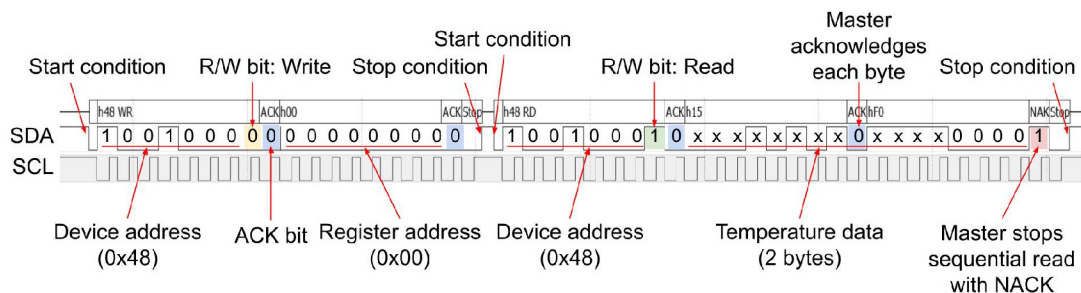 Start condition
R/W bit: Write
Start condition
Stop condition
R/W bit: Read
Master
acknowledges
each byte
Stop condition
h48 WR ACK h00 ACK Stop h48 RD ACK h15 ACK hF0 NAK Stop
SDA 1 0 0 1 0 0 0 0 0 0 0 0 0 0 0 0 0 0 1 0 0 1 0 0 0 1 0 x x x x x x x x 0 x x x x 0 0 0 0 1
SCL
Device address
(0x48)
ACK bit
Register address
(0x00)
Device address
(0x48)
Temperature data
(2 bytes)
Master stops
sequential read
with NACK